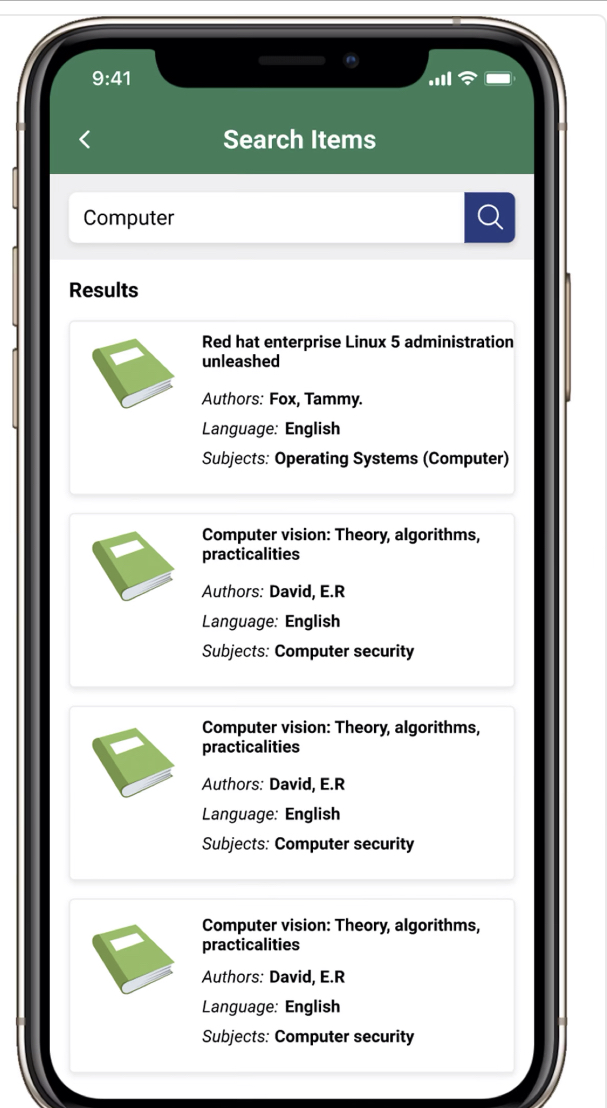 9:41
Search Items
Computer
Results
Red hat enterprise Linux 5 administration
unleashed
Authors: Fox, Tammy.
Language: English
Subjects: Operating Systems (Computer)
Computer vision: Theory, algorithms,
practicalities
Authors: David, E.R
Language: English
Subjects: Computer security
Computer vision: Theory, algorithms,
practicalities
Authors: David, E.R
Language: English
Subjects: Computer security
Computer vision: Theory, algorithms,
practicalities
Authors: David, E.R
Language: English
Subjects: Computer security